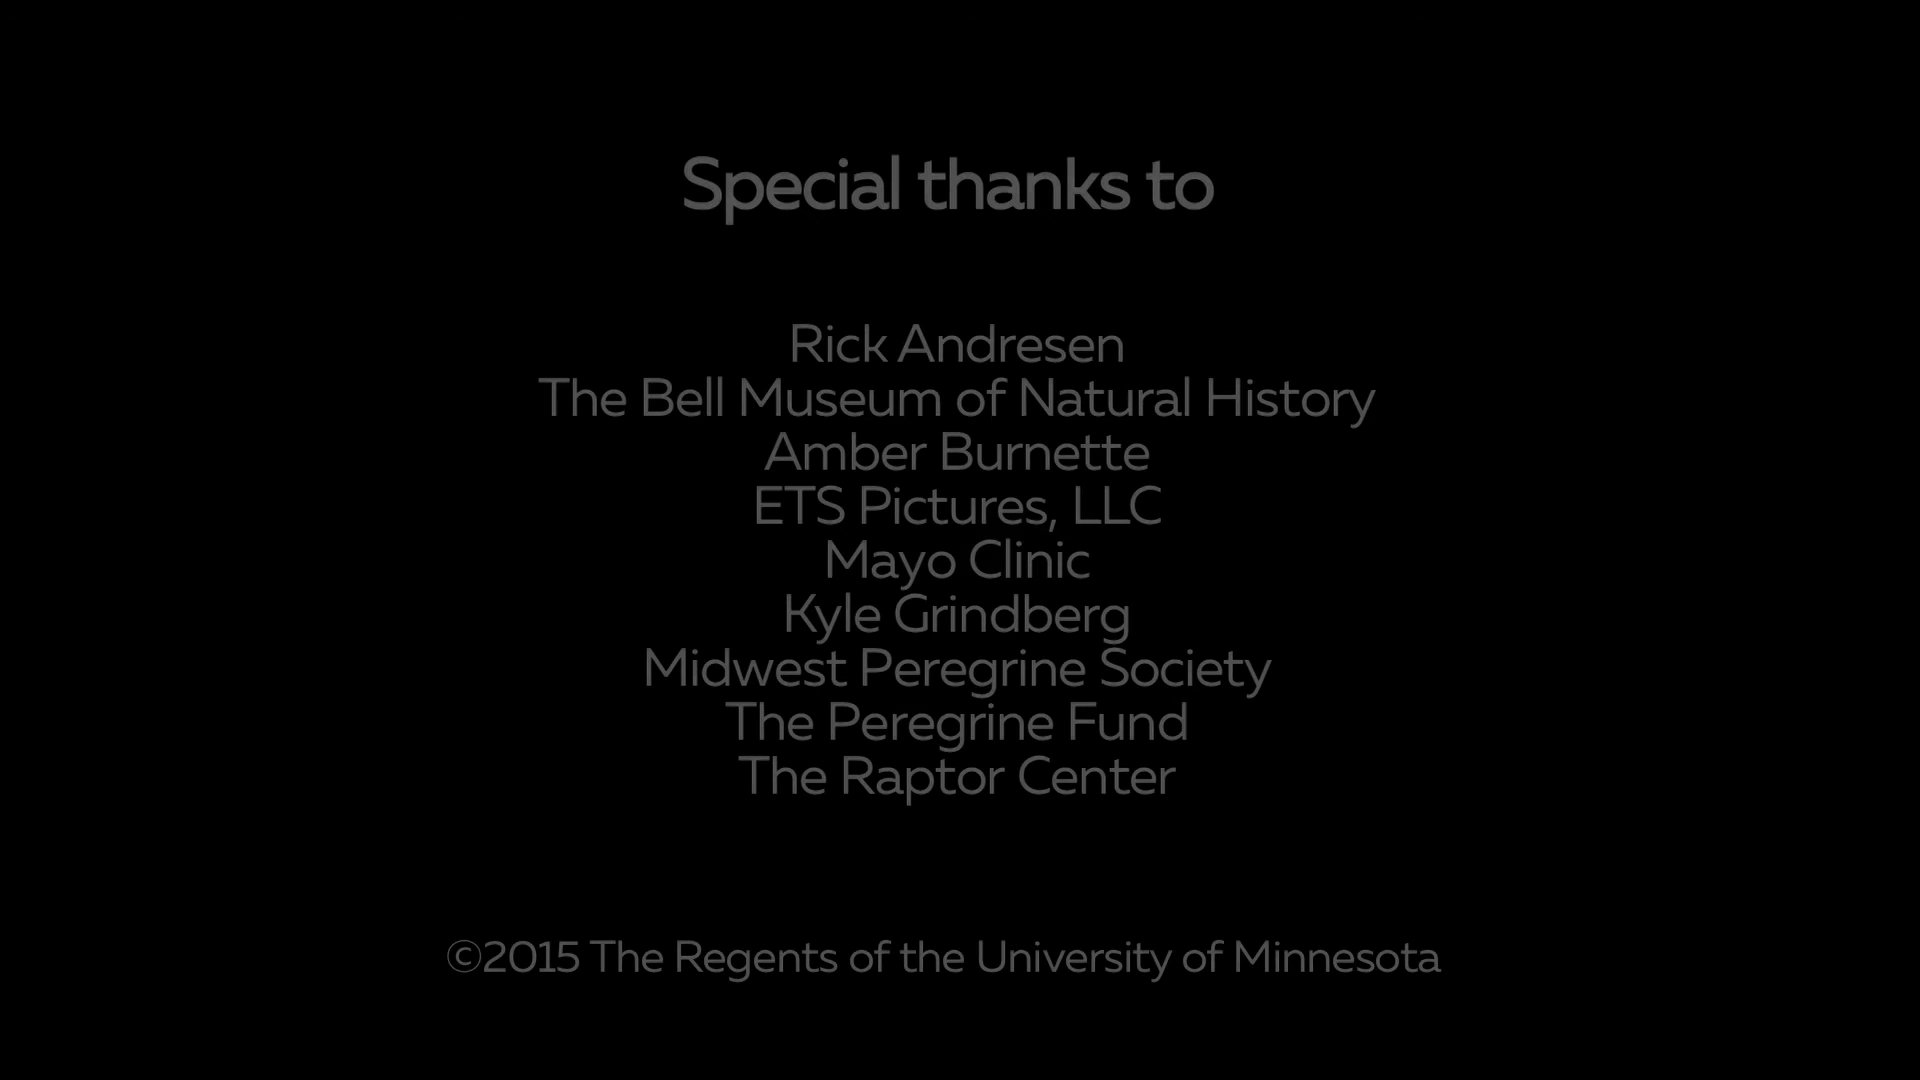 Special thanks to
Rick Andresen
The Bell Museum of Natural History
Amber Burnette
ETS Pictures, LLC
Mayo Clinic
Kyle Grindberg
Midwest Peregrine Society
The Peregrine Fund
The Raptor Center
©2015 The Regents of the University of Minnesota